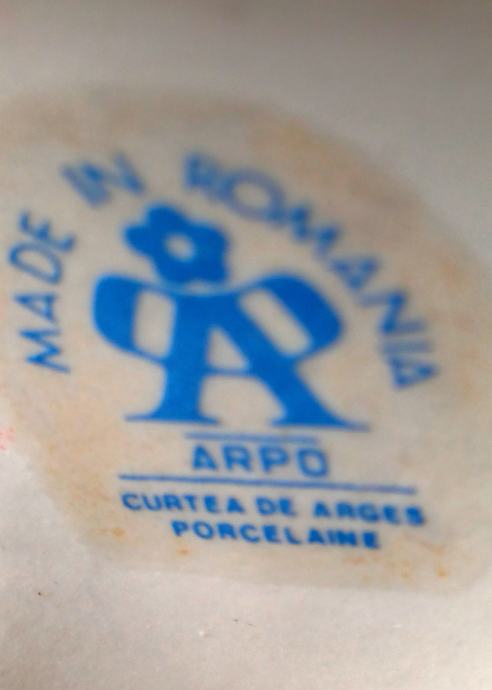 MADE IN ROMANIA
ARPO
CURTEA DE ARGES
PORCELAINE